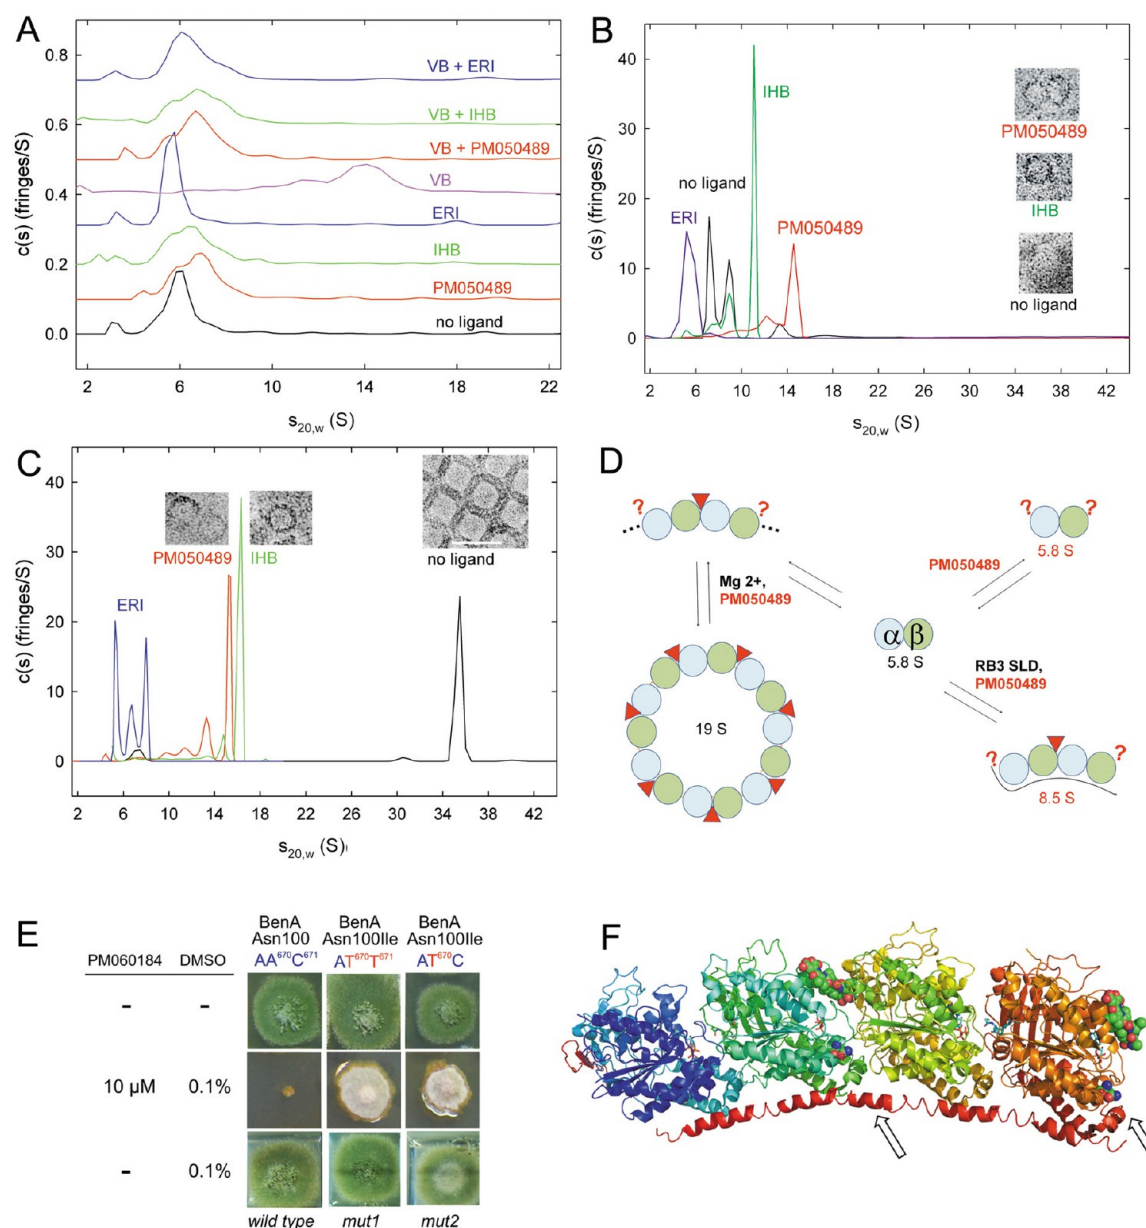 A
0.8
0.6
0.4
0.2
0.0
c(s) (fringes/S)
VB + ERI
VB + IHB
VB + PM050489
VB
ERI
IHB
PM050489
no ligand
2 6 10 14 18 22
s20,w (S)
B
40
30
20
10
0
c(s) (fringes/S)
IHB
no ligand
ERI
PM050489
PM050489
IHB
no ligand
2 6 10 14 18 22 26 30 34 36 42
s20,w (S)
C
40
30
20
10
0
c(s) (fringes/S)
PM050489 IHB
no ligand
ERI
2 6 10 14 18 22 26 30 34 36 42
s20,w (S)
D
? ?
? ?
5.8 S
PM050489
Mg 2+,
PM050489
α β
5.8 S
RB3 SLD,
PM050489
19 S
? ?
8.5 S
E
BenA BenA BenA
Asn100 Asn100Ile Asn100Ile
PM060184 DMSO AA670C671 AT670T671 AT670C
- -
10 µM 0.1%
- 0.1%
wild type mut1 mut2
F